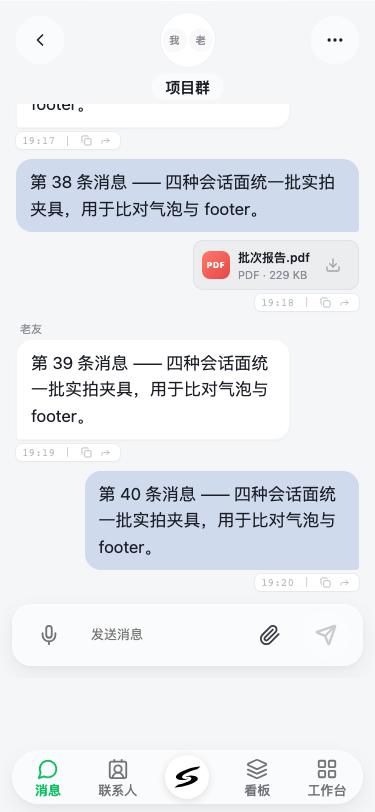 我 老
项目群
footer。
19:17
第 38 条消息 —— 四种会话面统一批实拍
夹具，用于比对气泡与 footer。
PDF
批次报告.pdf
PDF · 229 KB
19:18
老友
第 39 条消息 —— 四种会话面统
一批实拍夹具，用于比对气泡与
footer。
19:19
第 40 条消息 —— 四种会话面统
一批实拍夹具，用于比对气泡与
footer。
19:20
发送消息
消息 联系人 看板 工作台